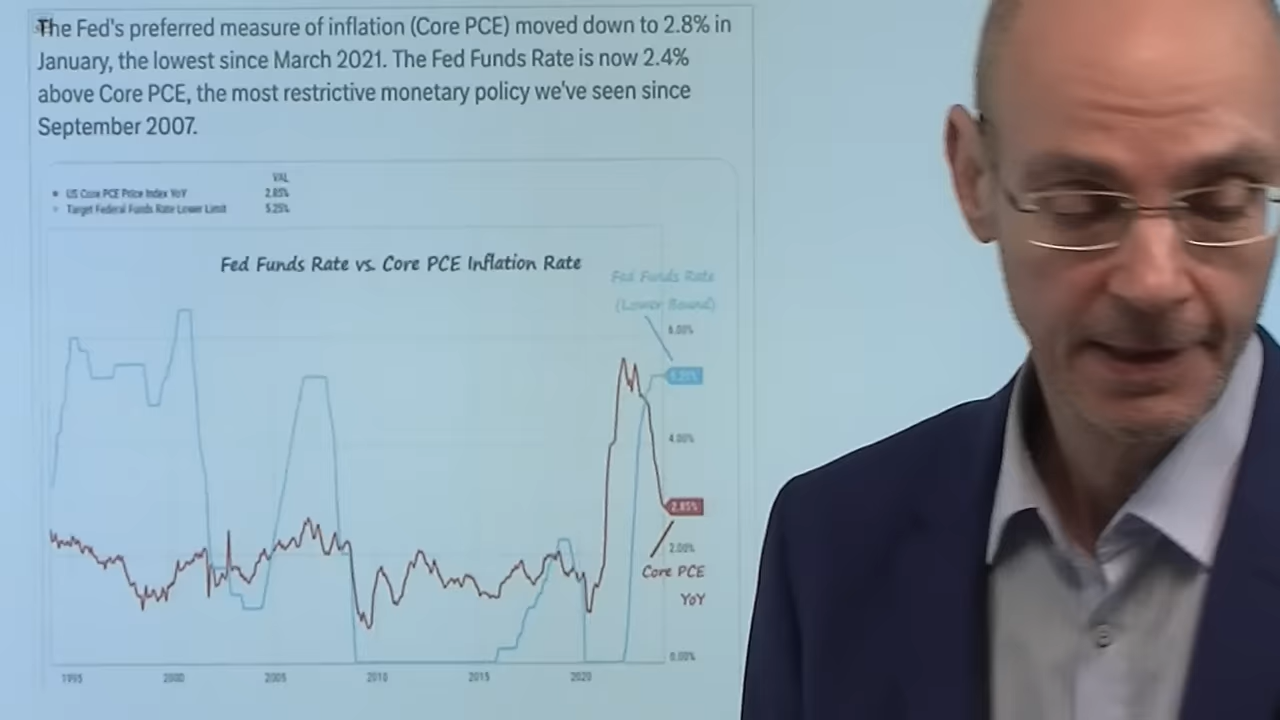 The Fed's preferred measure of inflation (Core PCE) moved down to 2.8% in
January, the lowest since March 2021. The Fed Funds Rate is now 2.4%
above Core PCE, the most restrictive monetary policy we've seen since
September 2007.
VAL
US Core PCE Price Index YoY 2.85%
Target Federal Funds Rate Lower Limit 5.25%
Fed Funds Rate vs. Core PCE Inflation Rate
Fed Funds Rate
(Lower Bound)
6.00%
5.25%
4.00%
2.85%
2.00%
Core PCE
YoY
0.00%
1995 2000 2005 2010 2015 2020